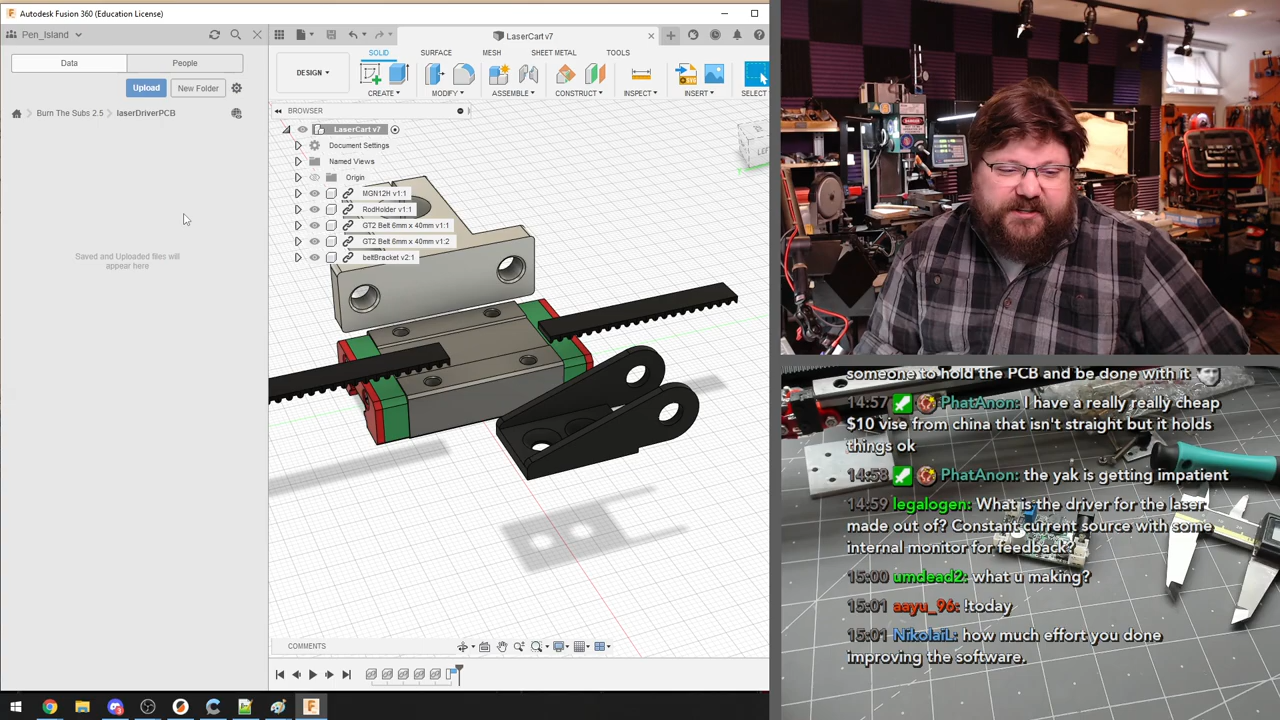 Autodesk Fusion 360 (Education License)
Pen_Island
LaserCart v7
Data
People
Upload
New Folder
Burn The Subs 2.5
laserDriverPCB
Saved and Uploaded files will
appear here
SOLID
SURFACE
MESH
SHEET METAL
TOOLS
DESIGN
CREATE
MODIFY
ASSEMBLE
CONSTRUCT
INSPECT
INSERT
SELECT
BROWSER
LaserCart v7
Document Settings
Named Views
Origin
MGN12H v1:1
RodHolder v1:1
GT2 Belt 6mm x 40mm v1:1
GT2 Belt 6mm x 40mm v1:2
beltBracket v2:1
LEFT
COMMENTS
DANGER
someone to hold the PCB and be done with it
14:57 PhatAnon: I have a really really cheap
$10 vise from china that isn't straight but it holds
things ok
14:58 PhatAnon: the yak is getting impatient
14:59 legalogen: What is the driver for the laser
made out of? Constant current source with some
internal monitor for feedback?
15:00 umdead2: what u making?
15:01 aayu_96: !today
15:01 NikolaiL: how much effort you done
improving the software.